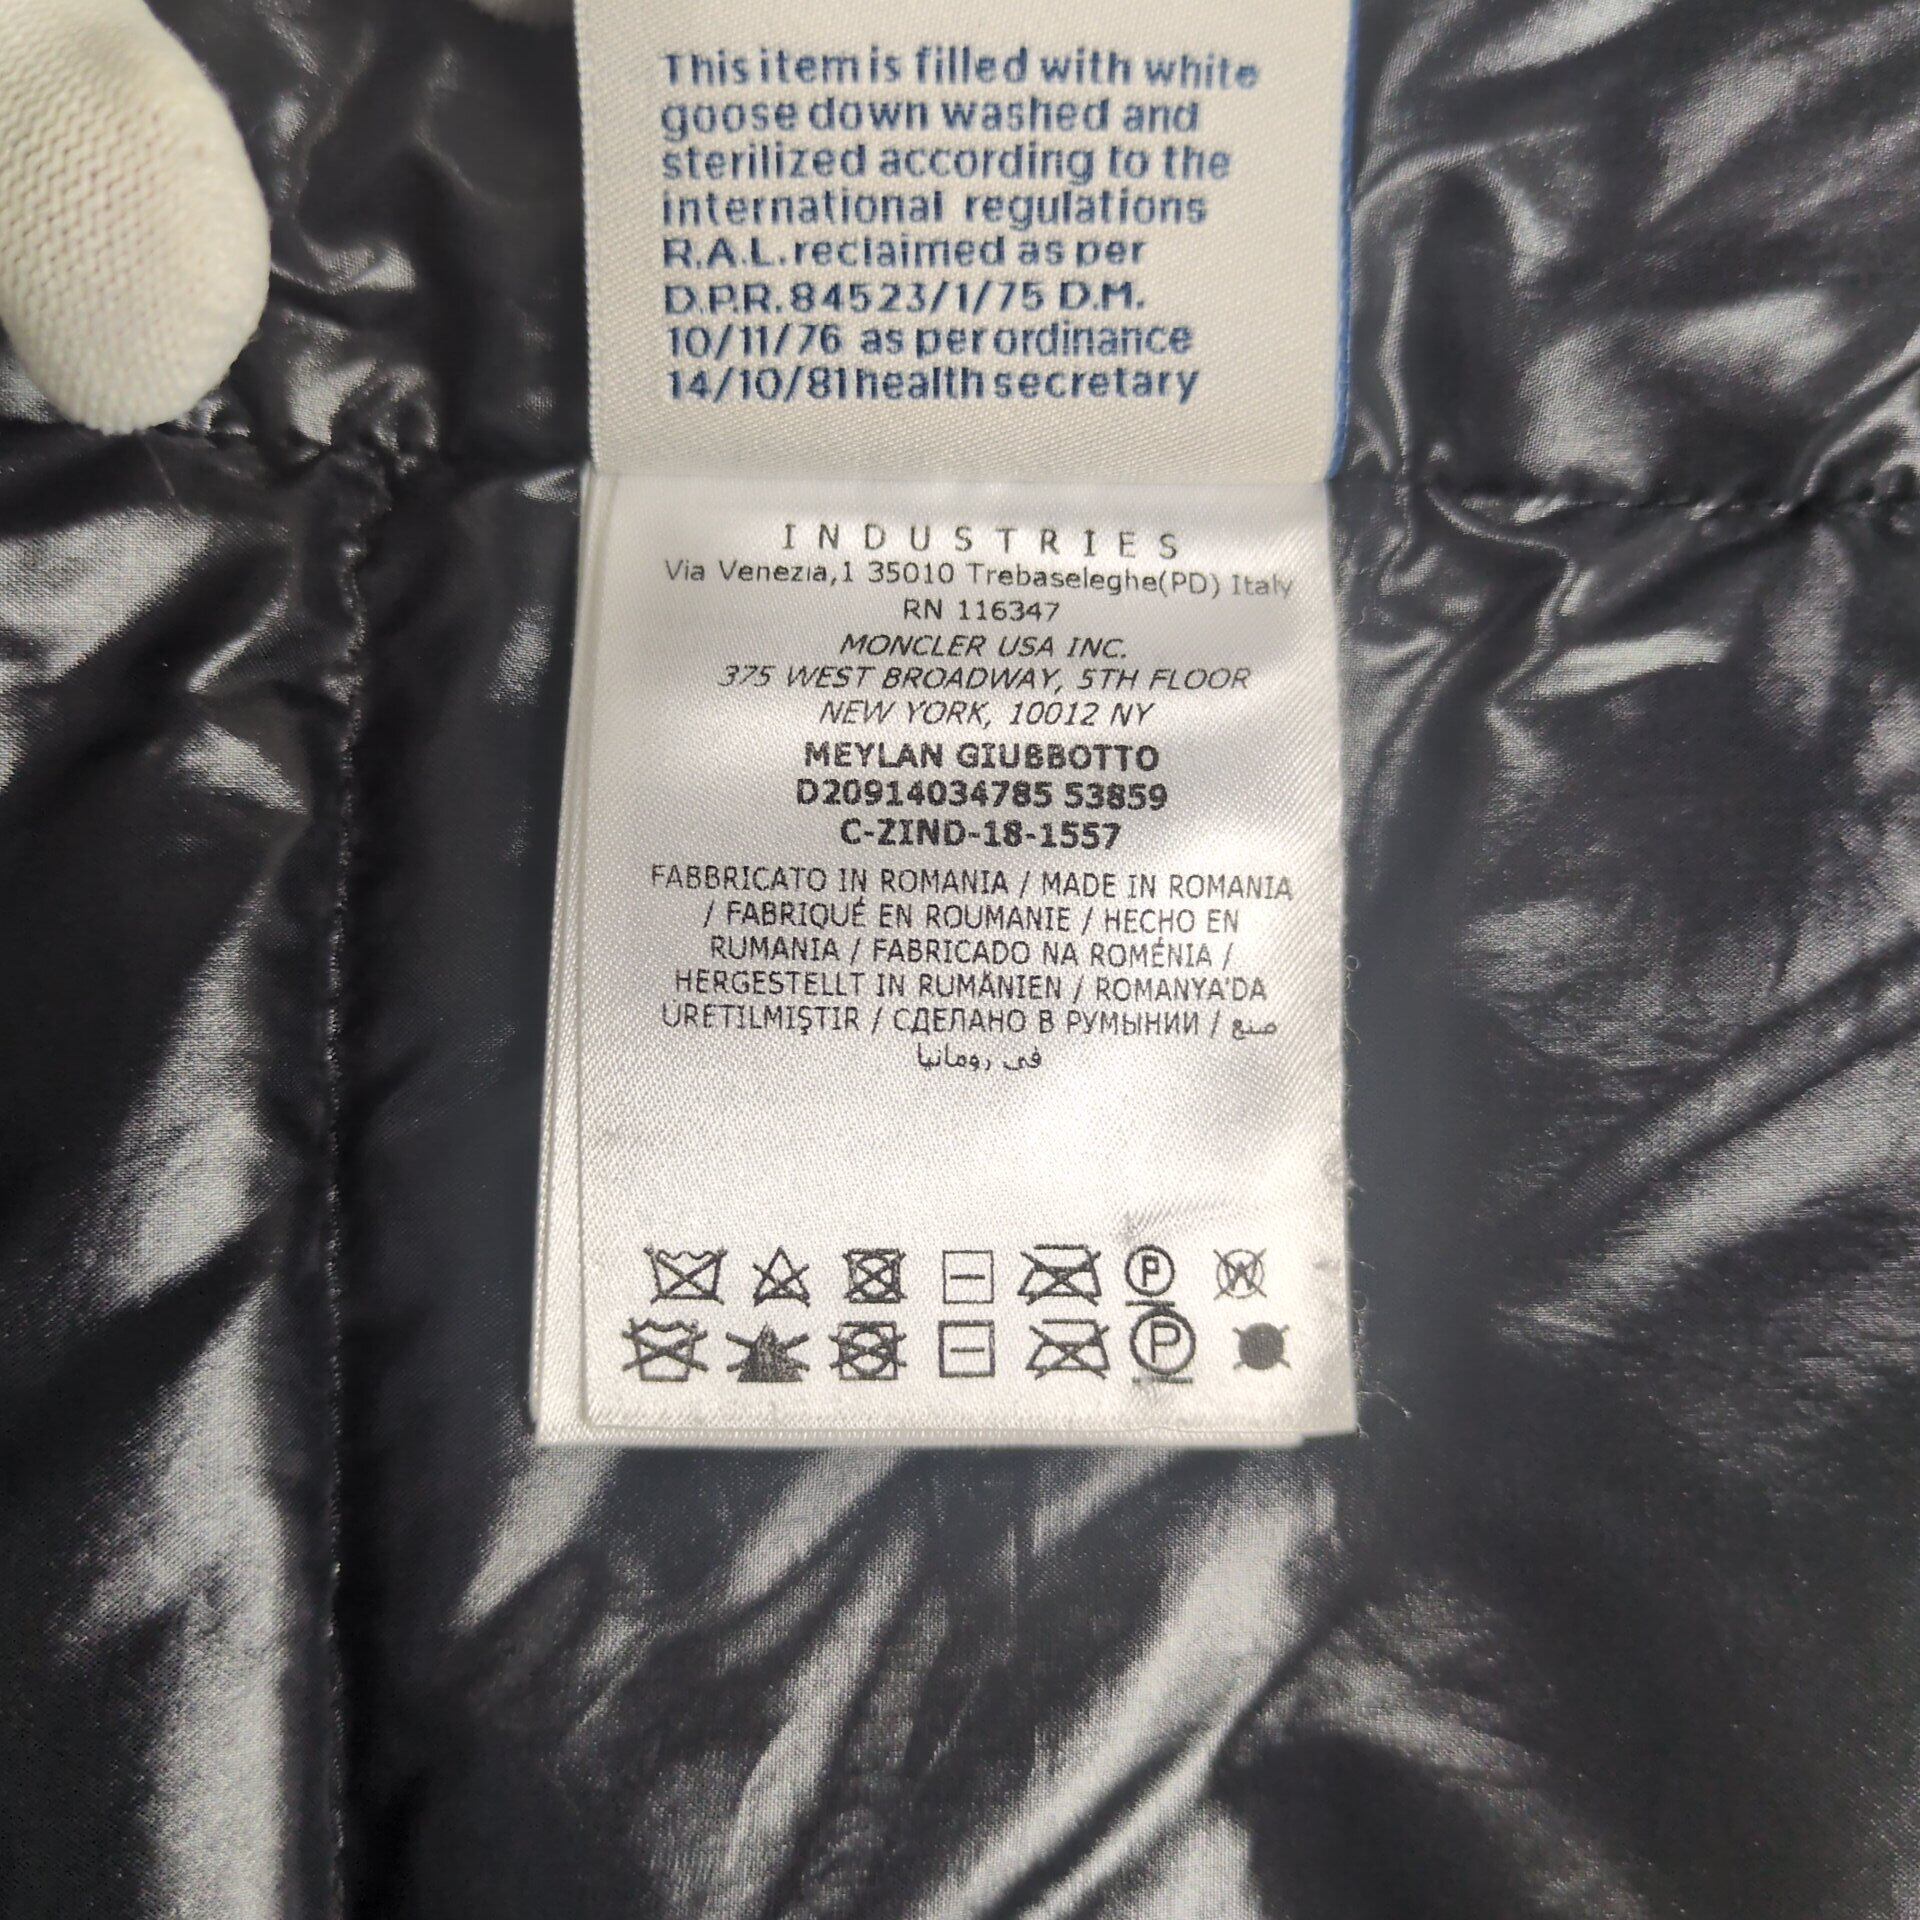 This item is filled with white
goose down washed and
sterilized according to the
international regulations
R.A.L. reclaimed as per
D.P.R. 84523/1/75 D.M.
10/11/76 as per ordinance
14/10/81 health secretary
INDUSTRIES
Via Venezia,1 35010 Trebaseleghe(PD) Italy
RN 116347
MONCLER USA INC.
375 WEST BROADWAY, 5TH FLOOR
NEW YORK, 10012 NY
MEYLAN GIUBBOTTO
D20914034785 53859
C-ZIND-18-1557
FABBRICATO IN ROMANIA / MADE IN ROMANIA
/ FABRIQUÉ EN ROUMANIE / HECHO EN
RUMANIA / FABRICADO NA ROMÉNIA /
HERGESTELLT IN RUMÄNIEN / ROMANYA'DA
ÜRETILMIŞTIR / СДЕЛАНО В РУМЫНИИ / صنع
في رومانيا
P W
P